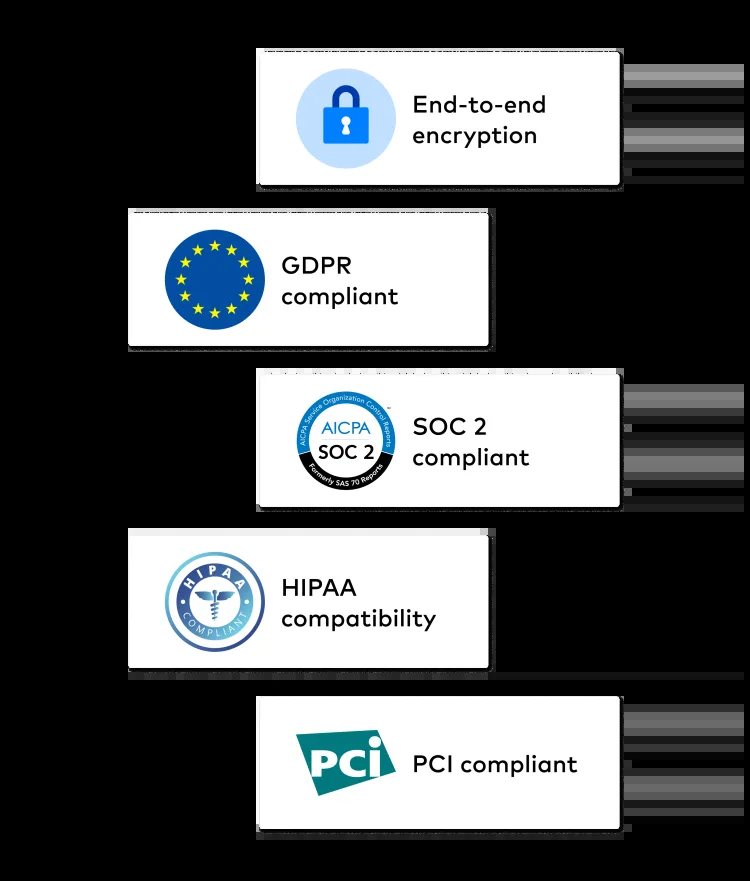 End-to-end
encryption
GDPR
compliant
AICPA Service Organization Control Reports
AICPA
SOC 2
Formerly SAS 70 Reports
SOC 2
compliant
HIPAA
COMPLIANT
HIPAA
compatibility
PCi
PCI compliant